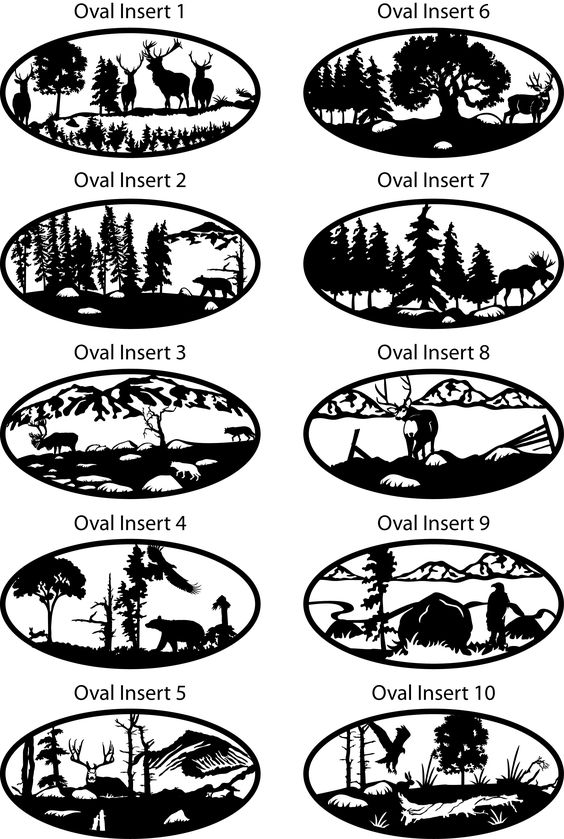 Oval Insert 1
Oval Insert 6
Oval Insert 2
Oval Insert 7
Oval Insert 3
Oval Insert 8
Oval Insert 4
Oval Insert 9
Oval Insert 5
Oval Insert 10